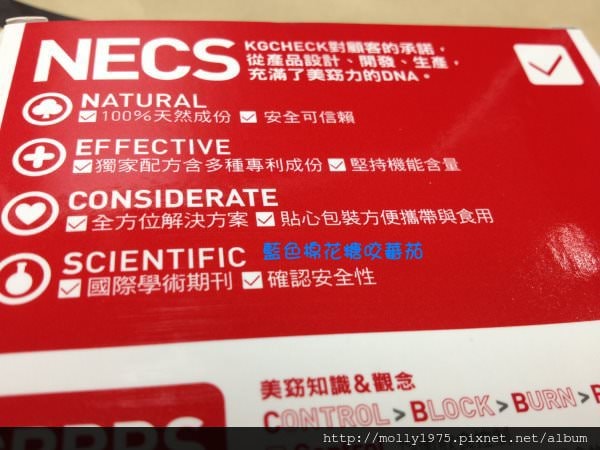 NECS
KGCHECK對顧客的承諾,
從產品設計、開發、生產,
充滿了美窈力的DNA。
NATURAL
100%天然成份 安全可信賴
EFFECTIVE
獨家配方含多種專利成份 堅持機能含量
CONSIDERATE
全方位解決方案 貼心包裝方便攜帶與食用
SCIENTIFIC 藍色棉花糖咬蕃茄
國際學術期刊 確認安全性
美窈知識&觀念
CONTROL > BLOCK > BURN >
http://molly1975.pixnet.net/album